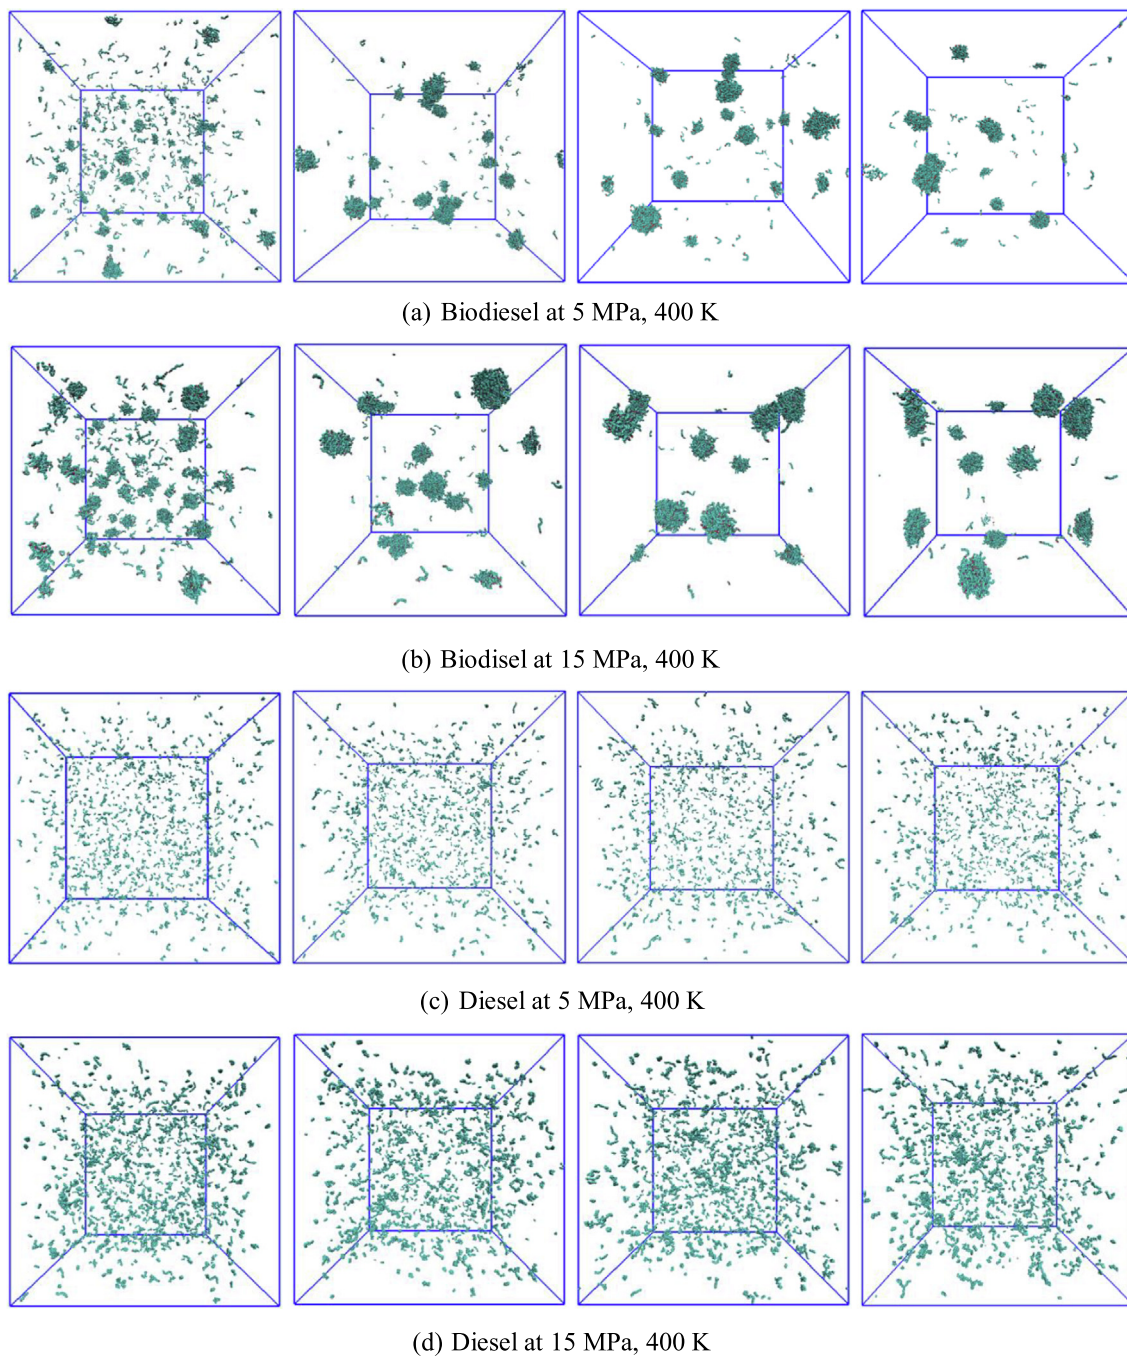 (a) Biodiesel at 5 MPa, 400 K
(b) Biodisel at 15 MPa, 400 K
(c) Diesel at 5 MPa, 400 K
(d) Diesel at 15 MPa, 400 K